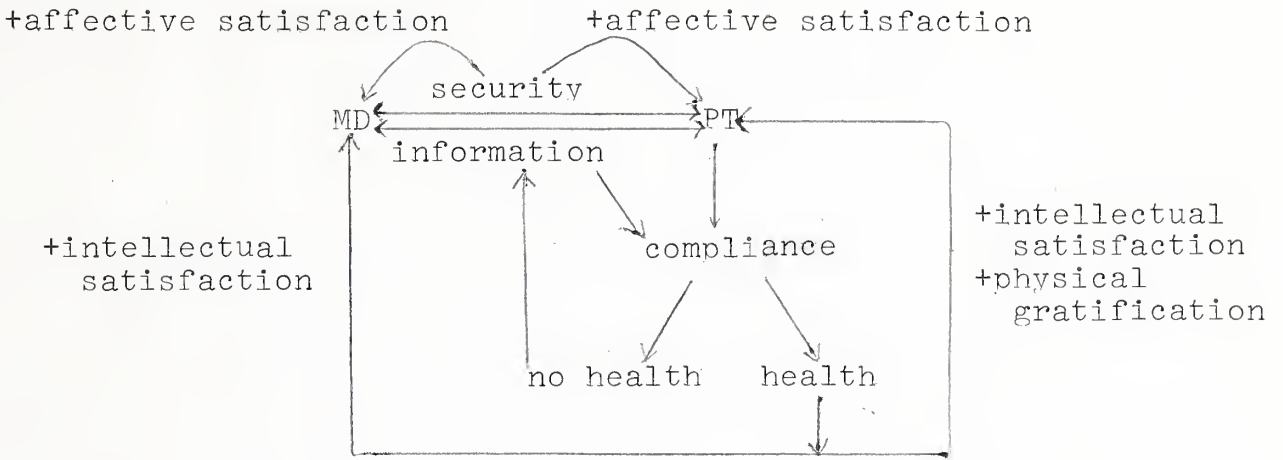 +affective satisfaction +affective satisfaction
security
MD PT
information
+intellectual
satisfaction
compliance
+intellectual
satisfaction
+physical
gratification
no health health